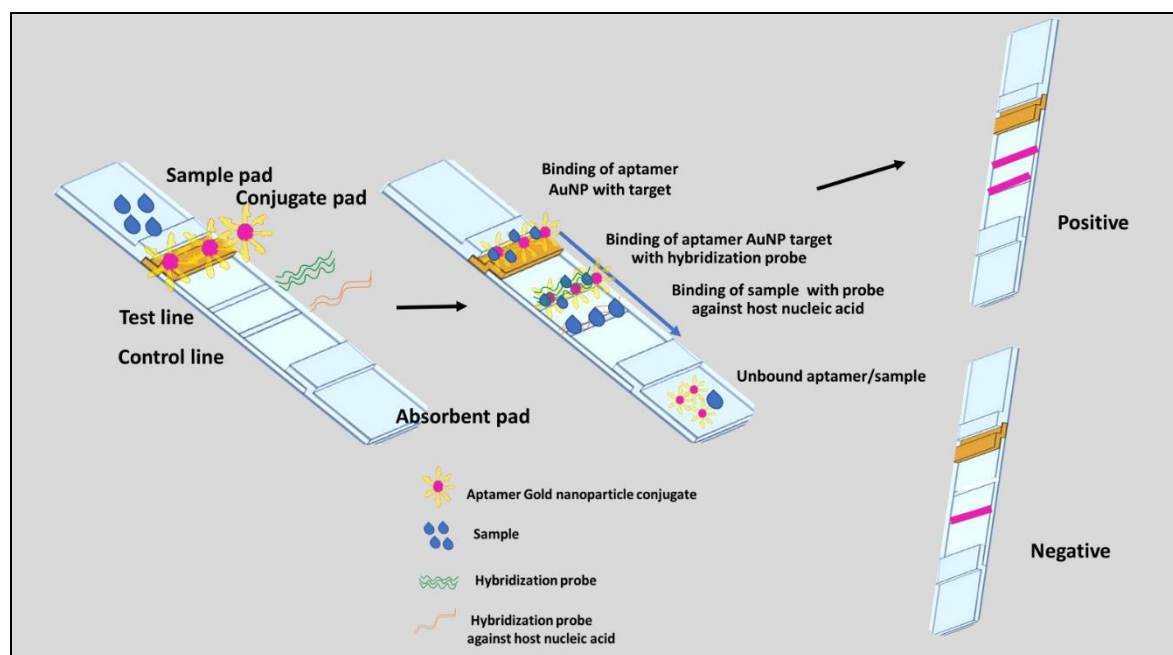 Sample pad
Conjugate pad
Test line
Control line
Absorbent pad
Binding of aptamer
AuNP with target
Binding of aptamer AuNP target
with hybridization probe
Binding of sample with probe
against host nucleic acid
Unbound aptamer/sample
Positive
Negative
Aptamer Gold nanoparticle conjugate
Sample
Hybridization probe
Hybridization probe
against host nucleic acid